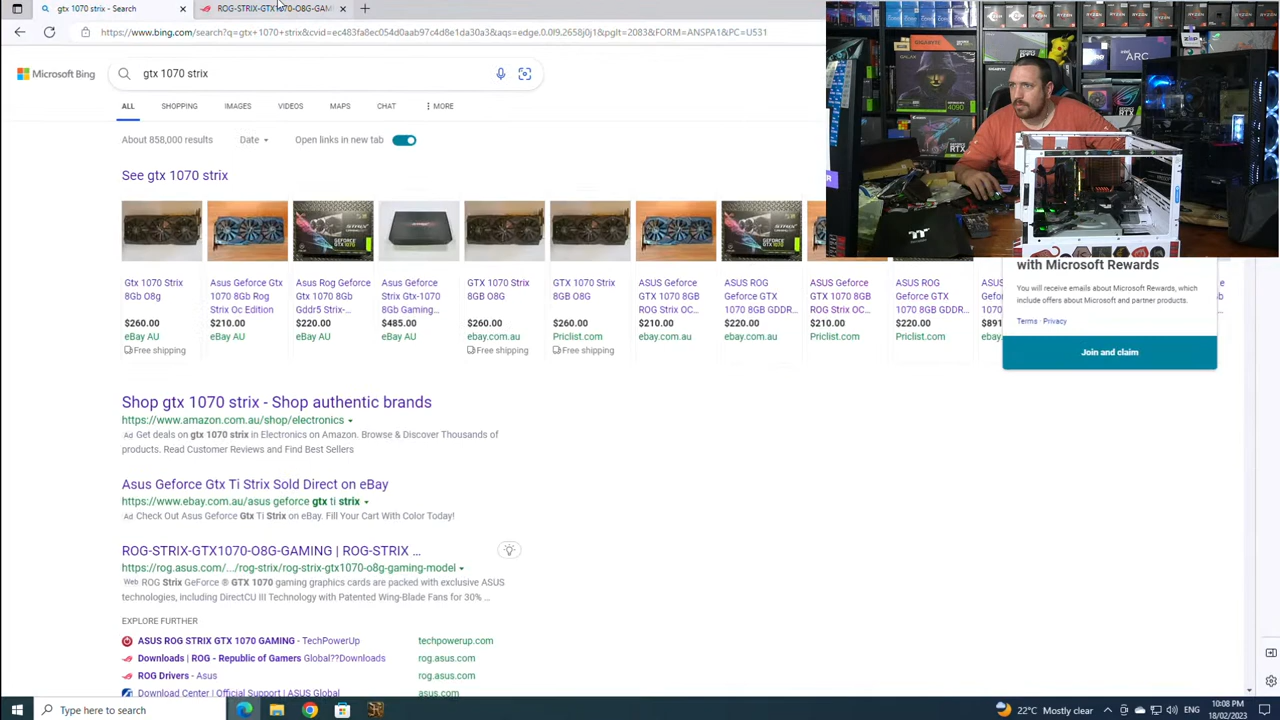 gtx 1070 strix - Search
ROG-STRIX-GTX1070-O8G-GAMI
https://www.bing.com/search?q=gtx+1070+strix&cvid=ec483fa8ec054d0aab97c4d8e1da30a3&aqs=edge.0.0f9.2658j0j1&pglt=2083&FORM=ANSPA1&PC=U531
Microsoft Bing
gtx 1070 strix
ALL
SHOPPING
IMAGES
VIDEOS
MAPS
CHAT
MORE
About 858,000 results
Date
Open links in new tab
See gtx 1070 strix
Gtx 1070 Strix
8Gb O8g
$260.00
eBay AU
Free shipping
Asus Geforce Gtx
1070 8Gb Rog
Strix Oc Edition
$210.00
eBay AU
Asus Rog Geforce
Gtx 1070 8Gb
Gddr5 Strix-...
$220.00
eBay AU
Asus Geforce
Strix Gtx-1070
8Gb Gaming...
$485.00
eBay AU
GTX 1070 Strix
8GB O8G
$260.00
ebay.com.au
Free shipping
GTX 1070 Strix
8GB O8G
$260.00
Priclist.com
Free shipping
ASUS Geforce
GTX 1070 8GB
ROG Strix OC...
$210.00
ebay.com.au
ASUS ROG
Geforce GTX
1070 8GB GDDR...
$220.00
ebay.com.au
ASUS Geforce
GTX 1070 8GB
ROG Strix OC...
$210.00
Priclist.com
ASUS ROG
Geforce GTX
1070 8GB GDDR...
$220.00
Priclist.com
$891
with Microsoft Rewards
You will receive emails about Microsoft Rewards, which
include offers about Microsoft and partner products.
Terms · Privacy
Join and claim
Shop gtx 1070 strix - Shop authentic brands
https://www.amazon.com.au/shop/electronics
Ad Get deals on gtx 1070 strix in Electronics on Amazon. Browse & Discover Thousands of
products. Read Customer Reviews and Find Best Sellers
Asus Geforce Gtx Ti Strix Sold Direct on eBay
https://www.ebay.com.au/asus geforce gtx ti strix
Ad Check Out Asus Geforce Gtx Ti Strix on eBay. Fill Your Cart With Color Today!
ROG-STRIX-GTX1070-O8G-GAMING | ROG-STRIX ...
https://rog.asus.com/.../rog-strix/rog-strix-gtx1070-o8g-gaming-model
Web ROG Strix GeForce ® GTX 1070 gaming graphics cards are packed with exclusive ASUS
technologies, including DirectCU III Technology with Patented Wing-Blade Fans for 30% ...
EXPLORE FURTHER
ASUS ROG STRIX GTX 1070 GAMING - TechPowerUp
techpowerup.com
Downloads | ROG - Republic of Gamers Global??Downloads
rog.asus.com
ROG Drivers - Asus
rog.asus.com
Download Center | Official Support | ASUS Global
asus.com
Type here to search
22°C Mostly clear
ENG
10:08 PM
18/02/2023